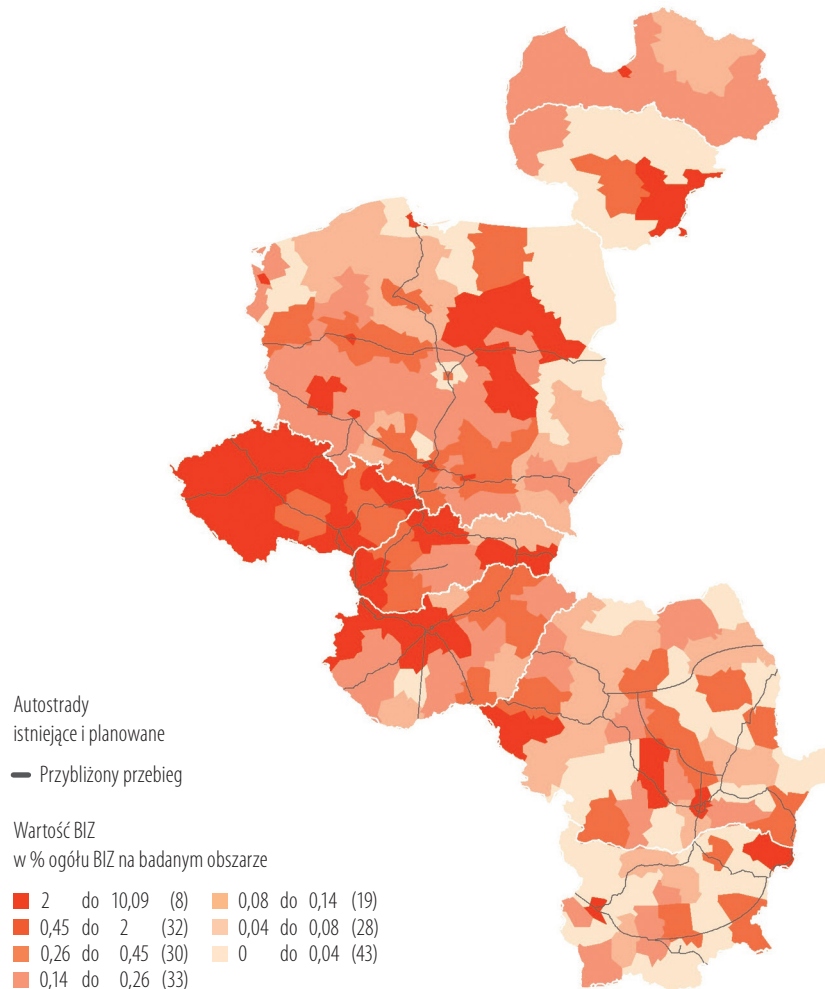 Autostrady
istniejące i planowane
Przybliżony przebieg
Wartość BIZ
w % ogółu BIZ na badanym obszarze
2 do 10,09 (8)
0,45 do 2 (32)
0,26 do 0,45 (30)
0,14 do 0,26 (33)
0,08 do 0,14 (19)
0,04 do 0,08 (28)
0 do 0,04 (43)